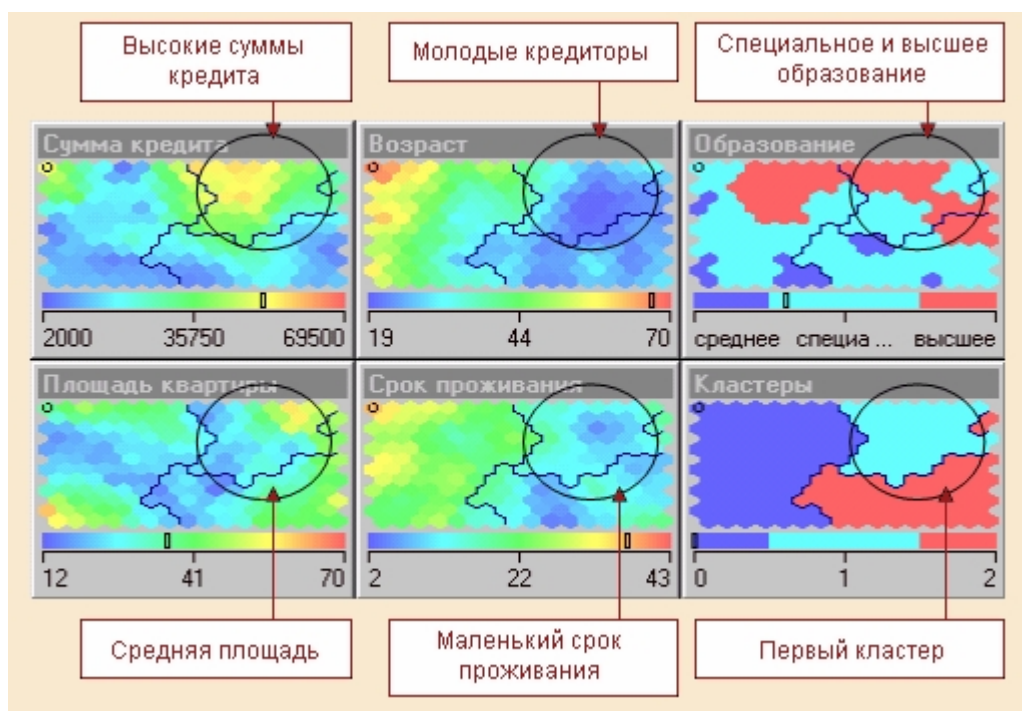 Высокие суммы
кредита
Молодые кредиторы
Специальное и высшее
образование
Сумма кредита
Возраст
Образование
2000 35750 69500
19 44 70
среднее специа ... высшее
Площадь квартиры
Срок проживания
Кластеры
12 41 70
2 22 43
0 1 2
Средняя площадь
Маленький срок
проживания
Первый кластер